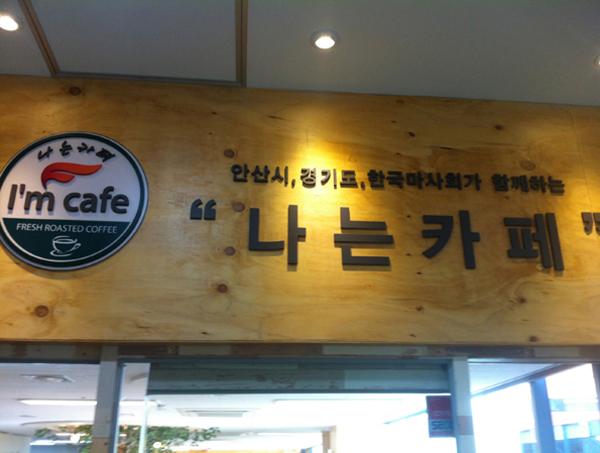 나는카페
I'm cafe
FRESH ROASTED COFFEE
안산시,경기도,한국마사회가 함께하는
“나는카페”